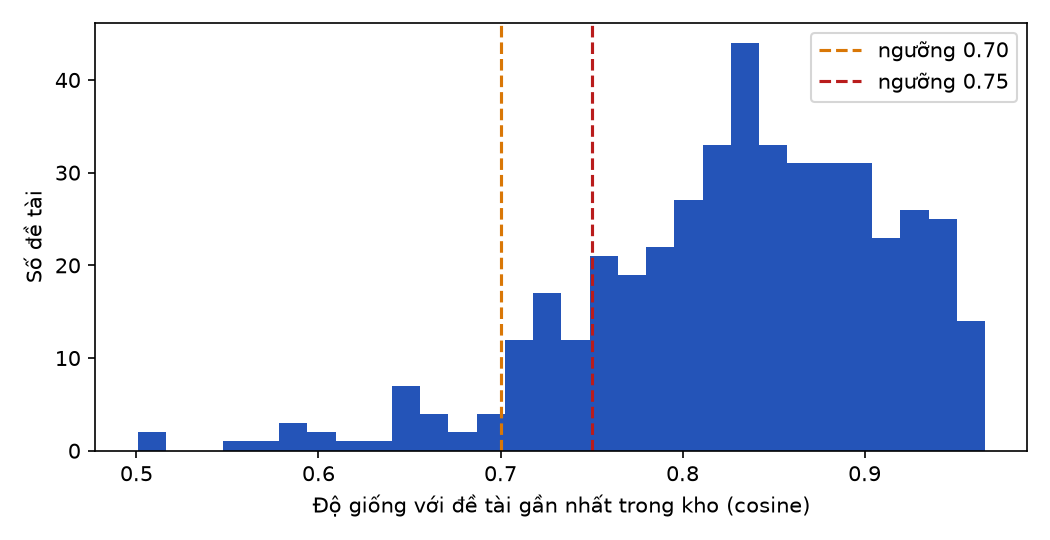 ngưỡng 0.70
ngưỡng 0.75
Số đề tài
40
30
20
10
0
0.5 0.6 0.7 0.8 0.9
Độ giống với đề tài gần nhất trong kho (cosine)